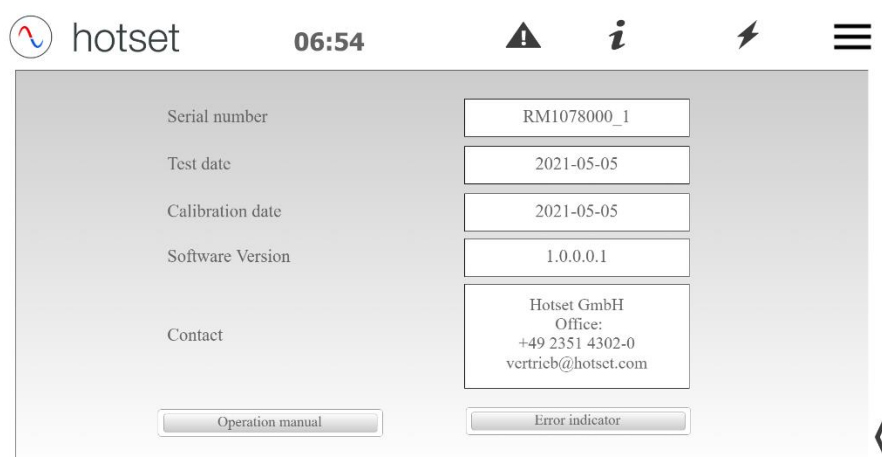 hotset 06:54
Serial number RM1078000_1
Test date 2021-05-05
Calibration date 2021-05-05
Software Version 1.0.0.0.1
Contact
Hotset GmbH
Office:
+49 2351 4302-0
vertrieb@hotset.com
Operation manual Error indicator